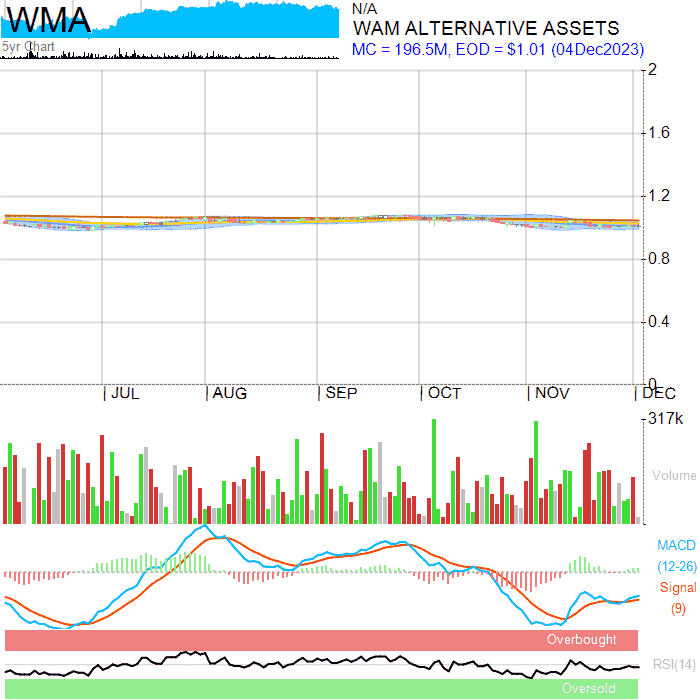 WMA
5yr Chart
N/A
WAM ALTERNATIVE ASSETS
MC = 196.5M, EOD = $1.01 (04Dec2023)
2
1.6
1.2
0.8
0.4
0
JUL AUG SEP OCT NOV DEC
317k
Volume
MACD
(12-26)
Signal
(9)
Overbought
RSI(14)
Oversold